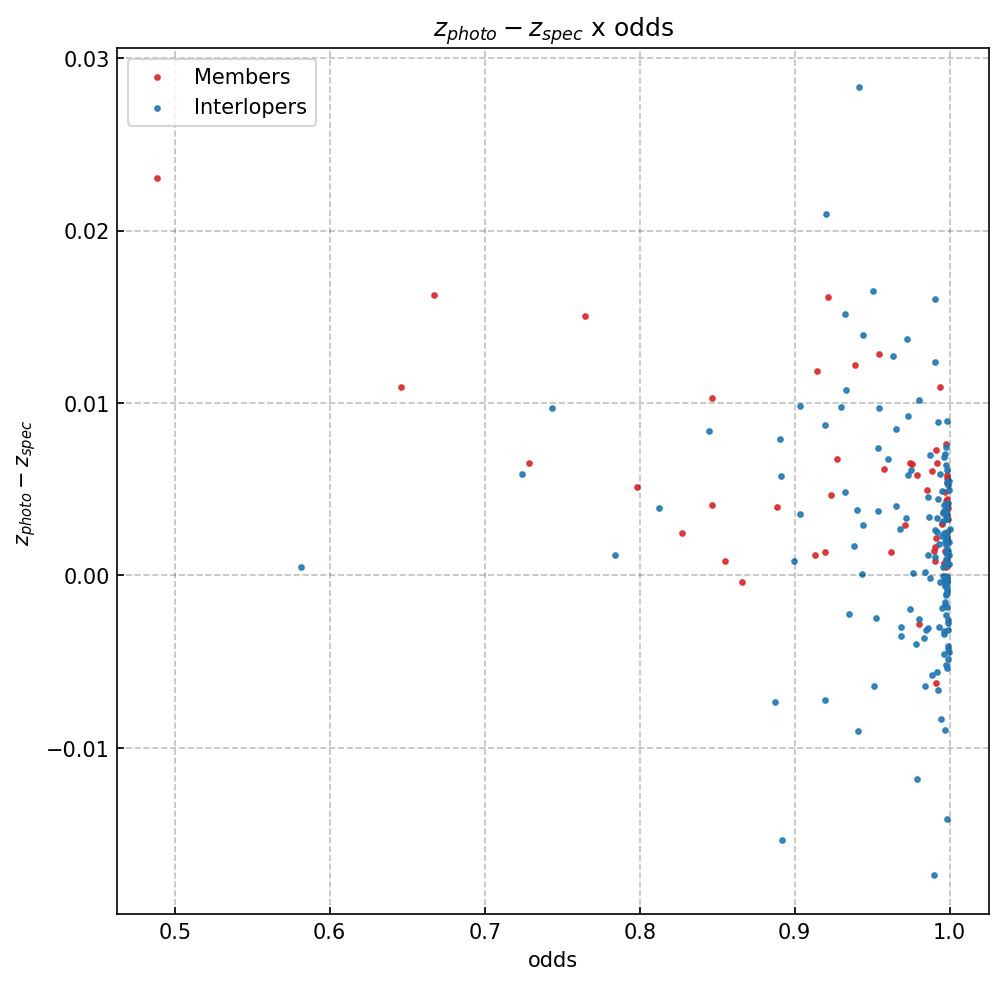 z_photo − z_spec x odds
Members
Interlopers
0.03
0.02
0.01
0.00
−0.01
z_photo − z_spec
0.5
0.6
0.7
0.8
0.9
1.0
odds